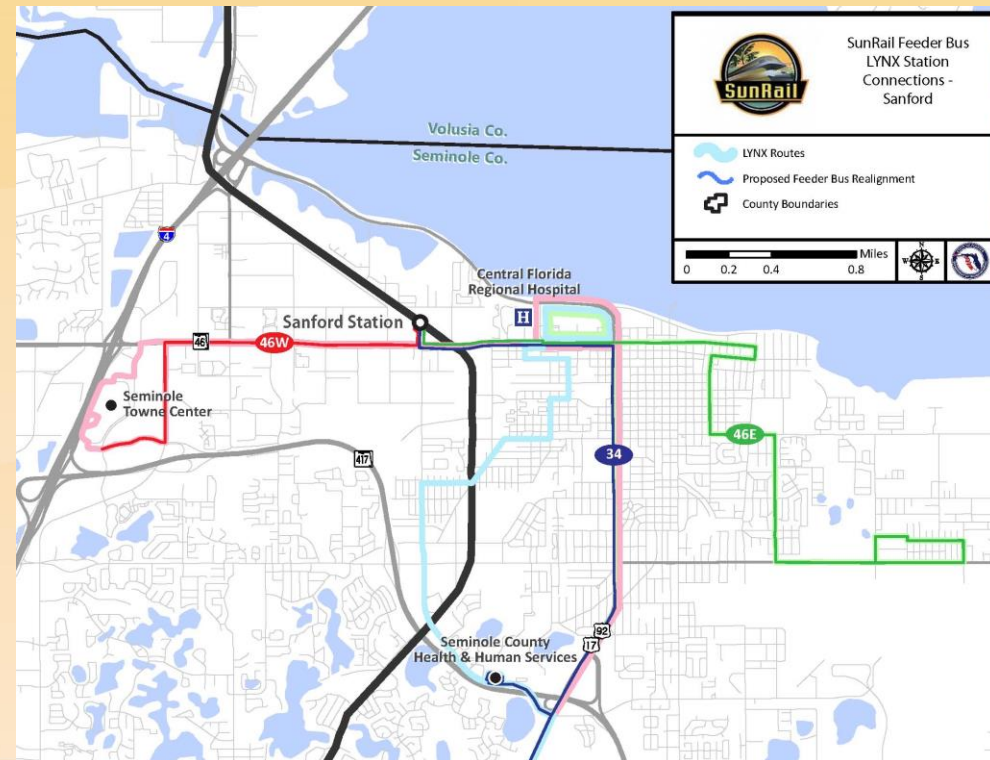 SunRail
SunRail Feeder Bus
LYNX Station
Connections -
Sanford
LYNX Routes
Proposed Feeder Bus Realignment
County Boundaries
Miles
0 0.2 0.4 0.8
N
W E
S
Volusia Co.
Seminole Co.
4
Central Florida
Regional Hospital
H
Sanford Station
46
46W
Seminole
Towne Center
417
34
46E
92
17
Seminole County
Health & Human Services